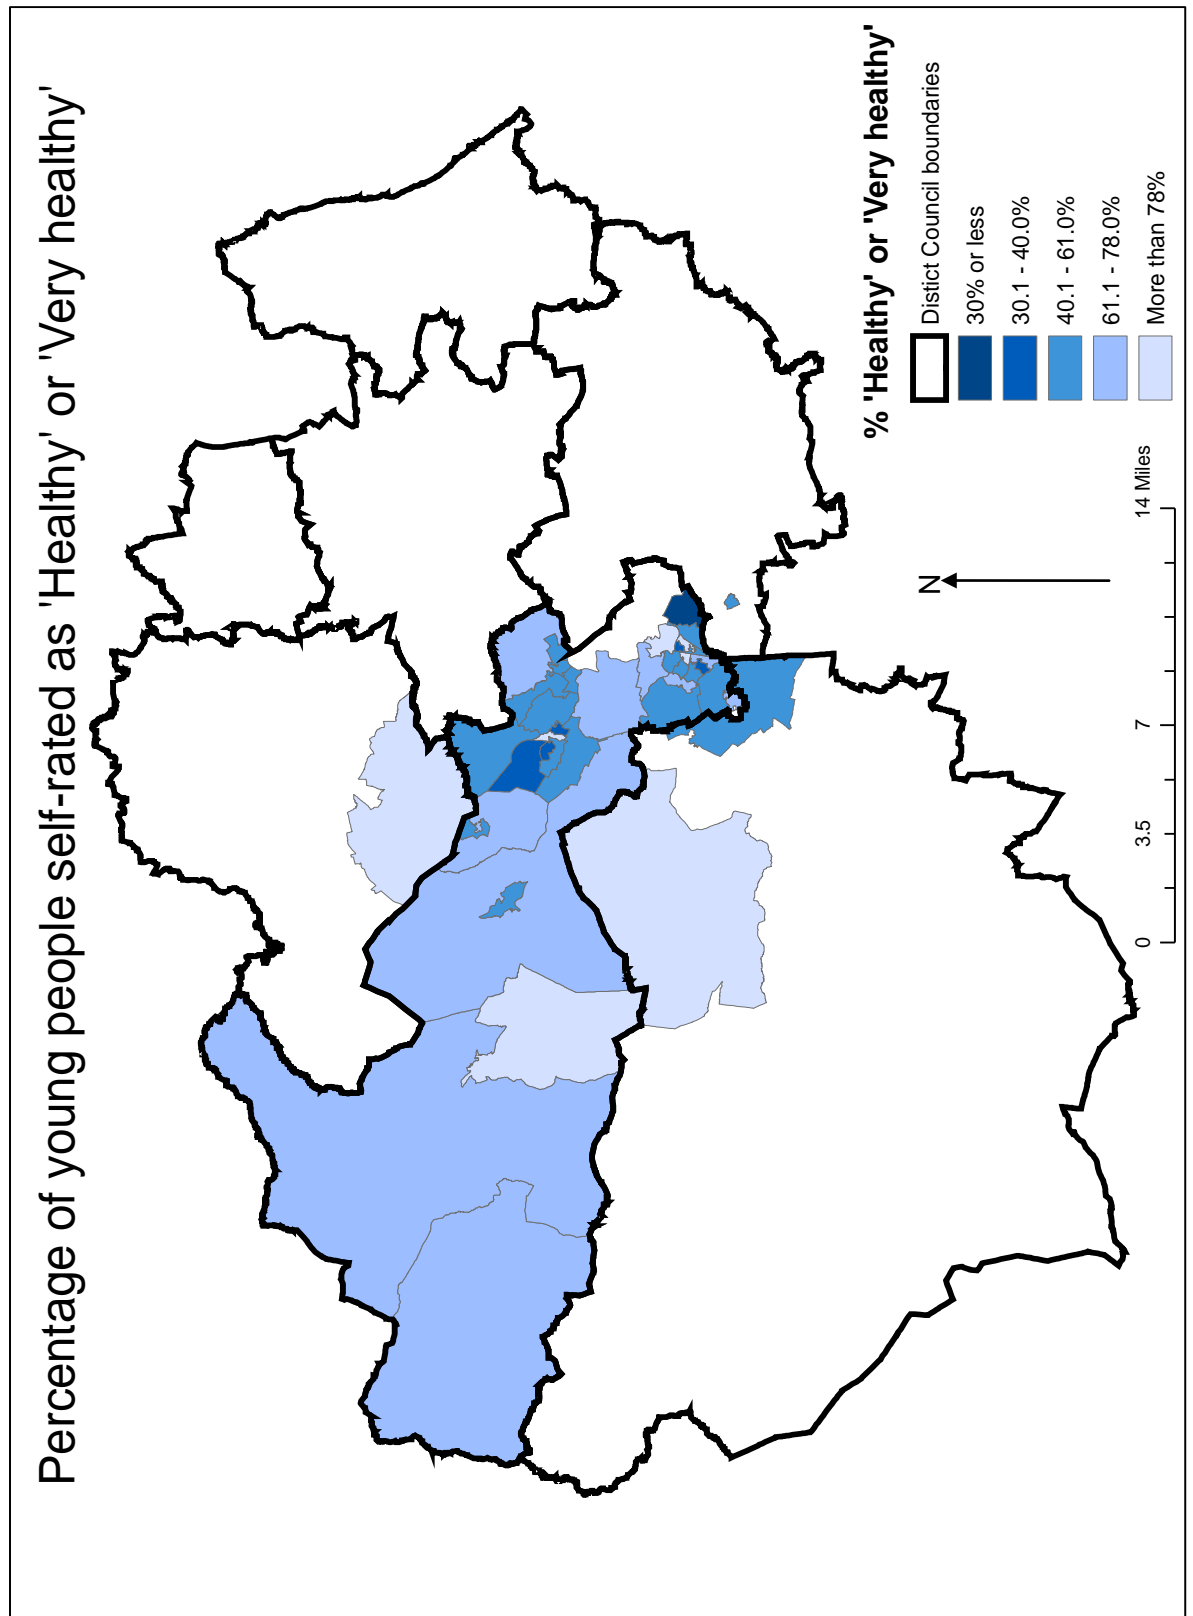 Percentage of young people self-rated as 'Healthy' or 'Very healthy'
% 'Healthy' or 'Very healthy'
Distict Council boundaries
30% or less
30.1 - 40.0%
40.1 - 61.0%
61.1 - 78.0%
More than 78%
N
0 3.5 7 14 Miles